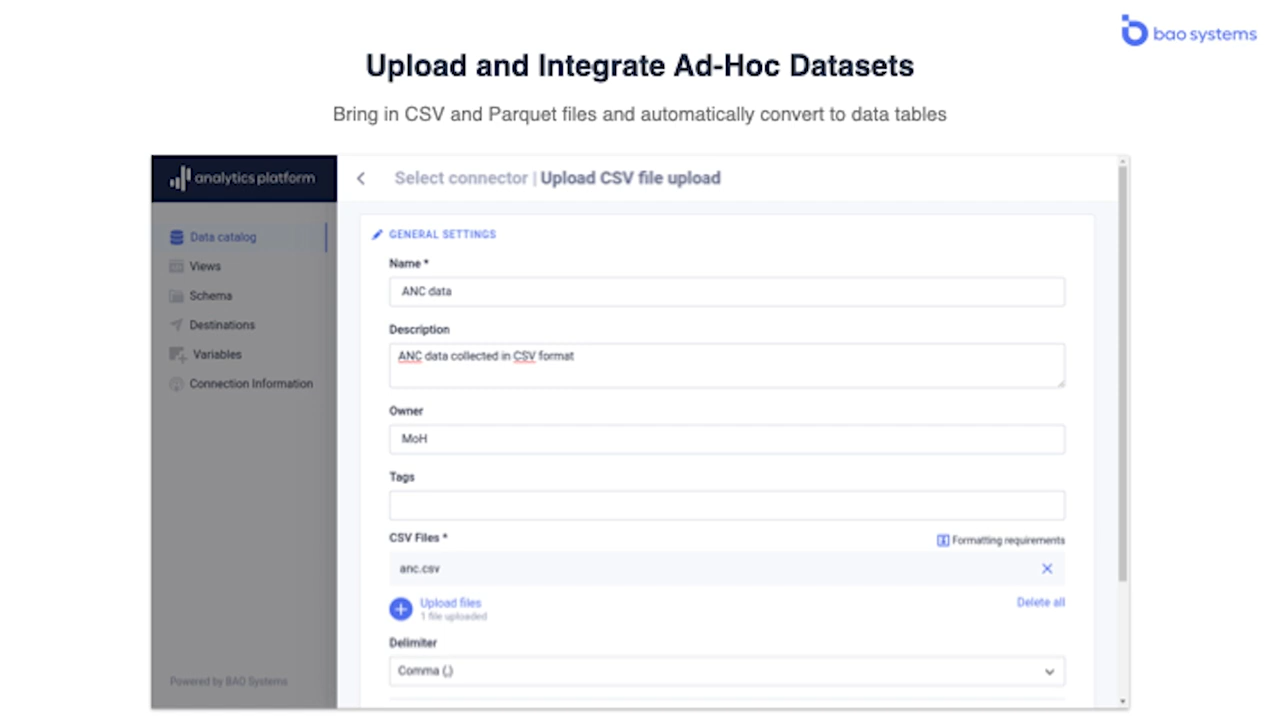 bao systems
Upload and Integrate Ad-Hoc Datasets
Bring in CSV and Parquet files and automatically convert to data tables
analytics platform
Select connector | Upload CSV file upload
Data catalog
Views
Schema
Destinations
Variables
Connection Information
Powered by BAO Systems
GENERAL SETTINGS
Name *
ANC data
Description
ANC data collected in CSV format
Owner
MoH
Tags
CSV Files *
Formatting requirements
anc.csv
Upload files
1 file uploaded
Delete all
Delimiter
Comma (,)